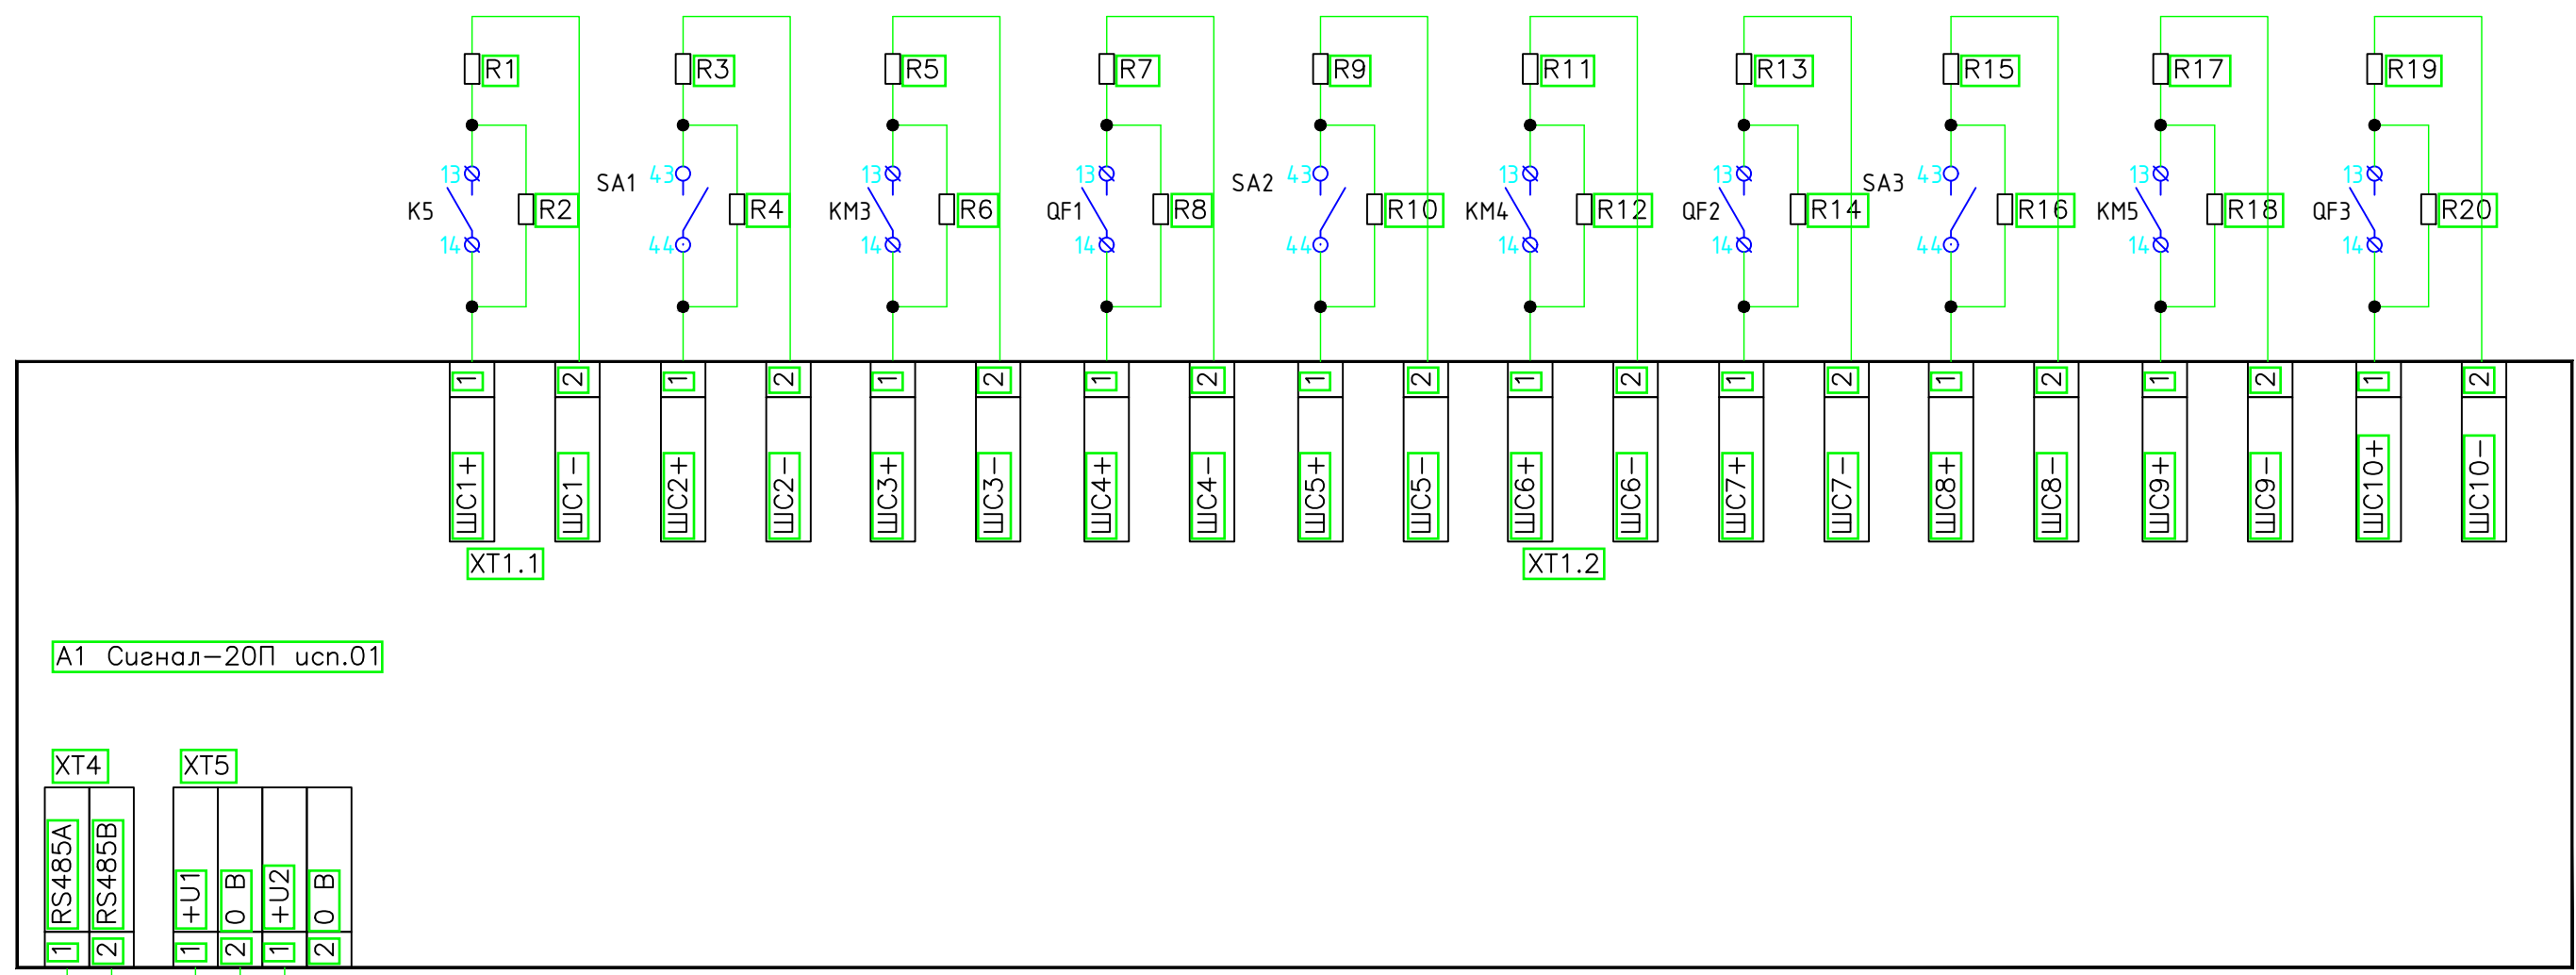 R1 R3 R5 R7 R9 R11 R13 R15 R17 R19
13 43 13 13 43 13 13 43 13 13
K5 SA1 KM3 QF1 SA2 KM4 QF2 SA3 KM5 QF3
R2 R4 R6 R8 R10 R12 R14 R16 R18 R20
14 44 14 14 44 14 14 44 14 14
1 2 1 2 1 2 1 2 1 2 1 2 1 2 1 2 1 2 1 2
ШС1+ ШС1- ШС2+ ШС2- ШС3+ ШС3- ШС4+ ШС4- ШС5+ ШС5- ШС6+ ШС6- ШС7+ ШС7- ШС8+ ШС8- ШС9+ ШС9- ШС10+ ШС10-
XT1.1 XT1.2
A1 Сигнал-20П исп.01
XT4 XT5
RS485A RS485B +U1 0 В +U2 0 В
1 2 1 2 1 2